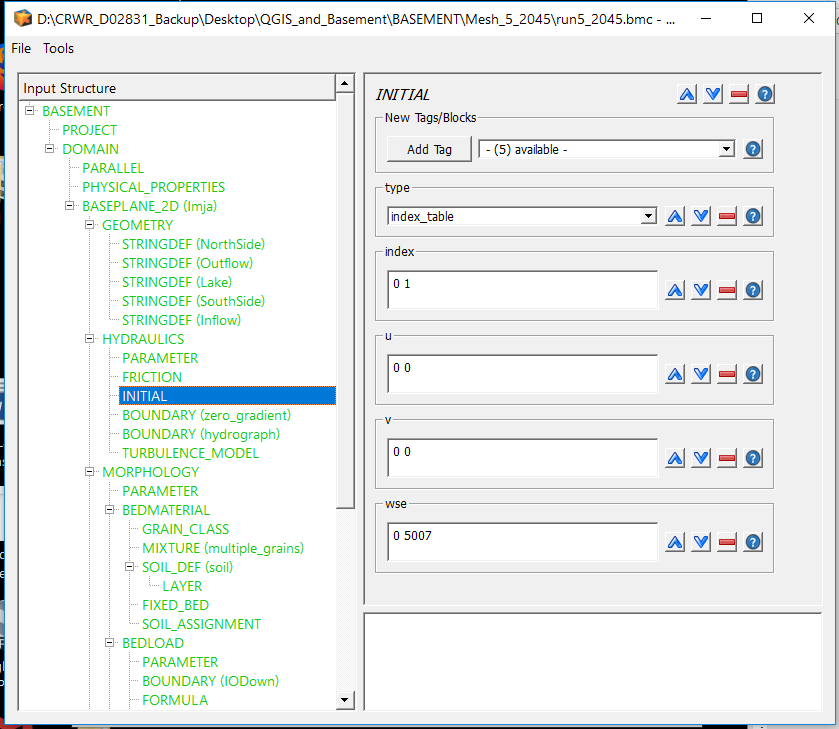 D:\CRWR_D02831_Backup\Desktop\QGIS_and_Basement\BASEMENT\Mesh_5_2045\run5_2045.bmc - ...
File Tools
Input Structure
BASEMENT
PROJECT
DOMAIN
PARALLEL
PHYSICAL_PROPERTIES
BASEPLANE_2D (Imja)
GEOMETRY
STRINGDEF (NorthSide)
STRINGDEF (Outflow)
STRINGDEF (Lake)
STRINGDEF (SouthSide)
STRINGDEF (Inflow)
HYDRAULICS
PARAMETER
FRICTION
INITIAL
BOUNDARY (zero_gradient)
BOUNDARY (hydrograph)
TURBULENCE_MODEL
MORPHOLOGY
PARAMETER
BEDMATERIAL
GRAIN_CLASS
MIXTURE (multiple_grains)
SOIL_DEF (soil)
LAYER
FIXED_BED
SOIL_ASSIGNMENT
BEDLOAD
PARAMETER
BOUNDARY (IODown)
FORMULA
INITIAL
New Tags/Blocks
Add Tag
- (5) available -
type
index_table
index
0 1
u
0 0
v
0 0
wse
0 5007